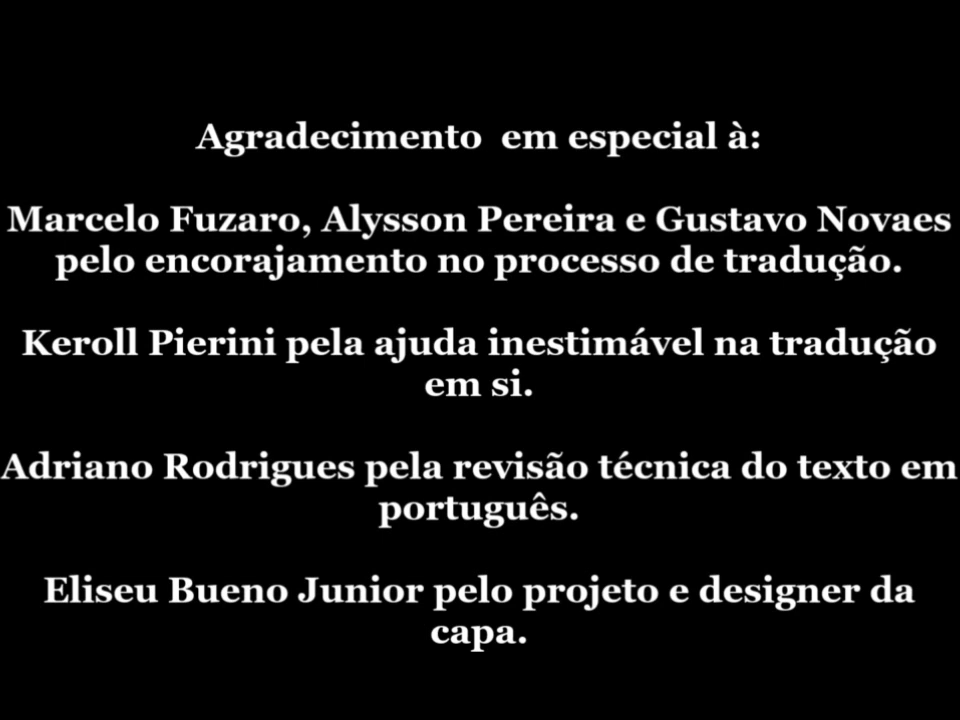 Agradecimento  em especial à:
Marcelo Fuzaro, Alysson Pereira e Gustavo Novaes
pelo encorajamento no processo de tradução.
Keroll Pierini pela ajuda inestimável na tradução
em si.
Adriano Rodrigues pela revisão técnica do texto em
português.
Eliseu Bueno Junior pelo projeto e designer da
capa.